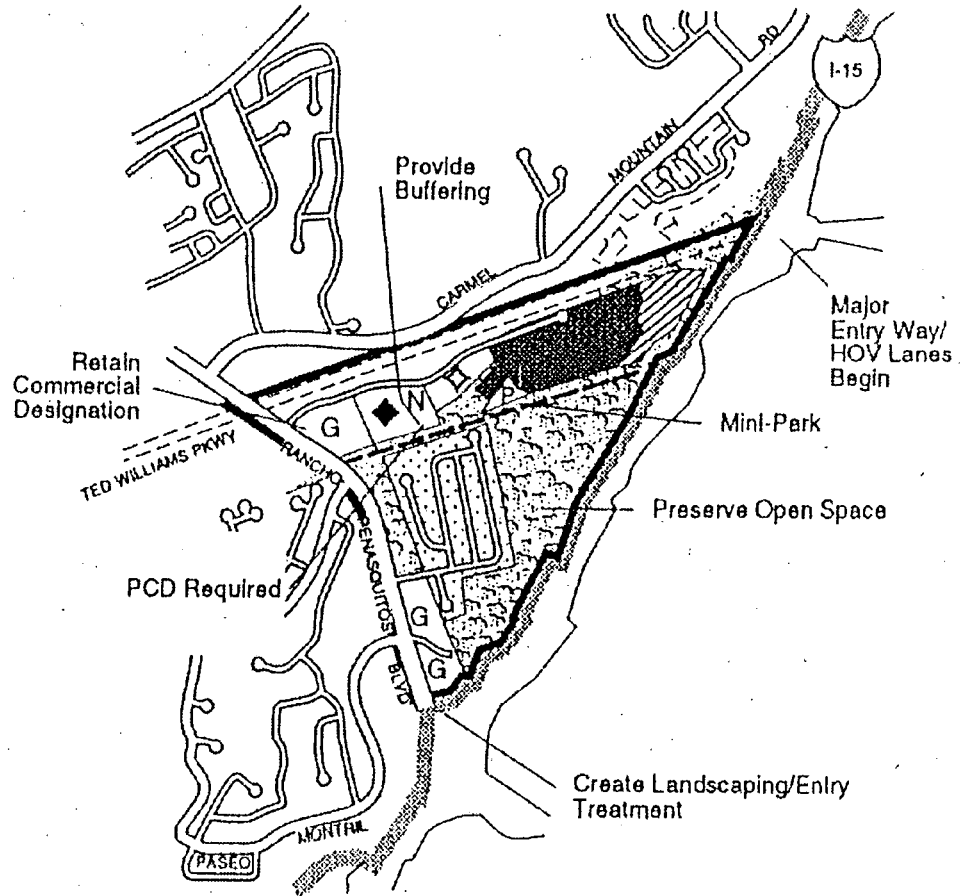 RD
I-15
MOUNTAIN
Provide
Buffering
CARMEL
Major
Entry Way/
HOV Lanes
Begin
Retain
Commercial
Designation
N
G
P
Mini-Park
TED WILLIAMS PKWY
RANCHO
PENASQUITOS
BLVD
Preserve Open Space
PCD Required
G
G
Create Landscaping/Entry
Treatment
MONTRIL
PASEO